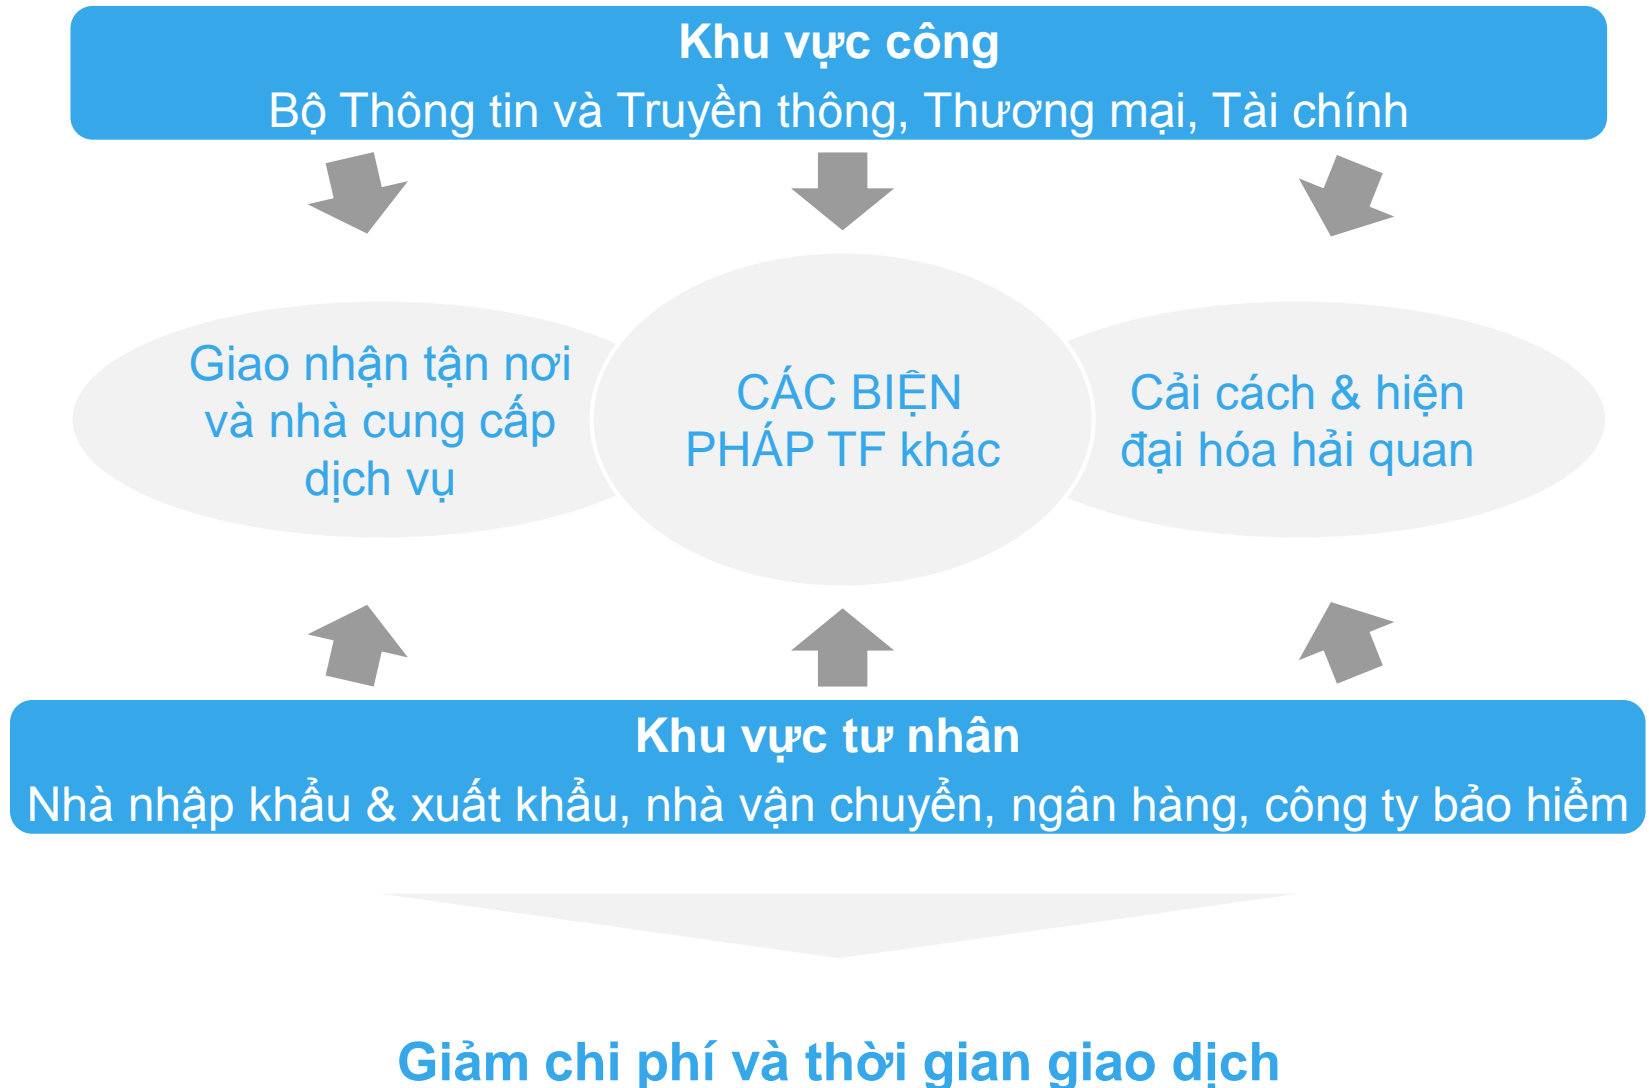 Khu vực công
Bộ Thông tin và Truyền thông, Thương mại, Tài chính
Giao nhận tận nơi
và nhà cung cấp
dịch vụ
CÁC BIỆN
PHÁP TF khác
Cải cách & hiện
đại hóa hải quan
Khu vực tư nhân
Nhà nhập khẩu & xuất khẩu, nhà vận chuyển, ngân hàng, công ty bảo hiểm
Giảm chi phí và thời gian giao dịch